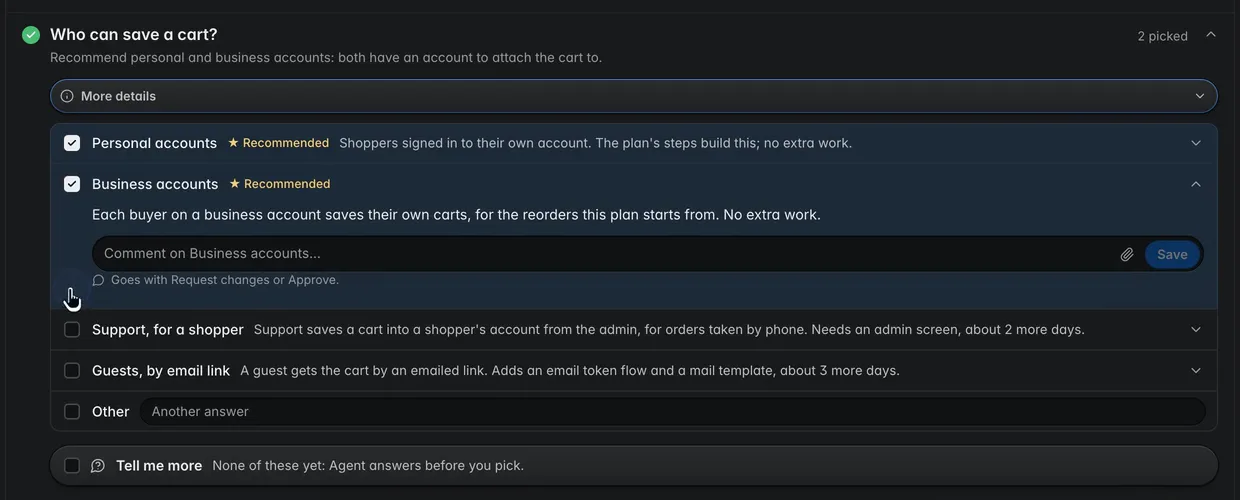 Who can save a cart?
2 picked
Recommend personal and business accounts: both have an account to attach the cart to.
More details
Personal accounts ★ Recommended Shoppers signed in to their own account. The plan's steps build this; no extra work.
Business accounts ★ Recommended
Each buyer on a business account saves their own carts, for the reorders this plan starts from. No extra work.
Comment on Business accounts...
Save
Goes with Request changes or Approve.
Support, for a shopper Support saves a cart into a shopper's account from the admin, for orders taken by phone. Needs an admin screen, about 2 more days.
Guests, by email link A guest gets the cart by an emailed link. Adds an email token flow and a mail template, about 3 more days.
Other Another answer
Tell me more None of these yet: Agent answers before you pick.